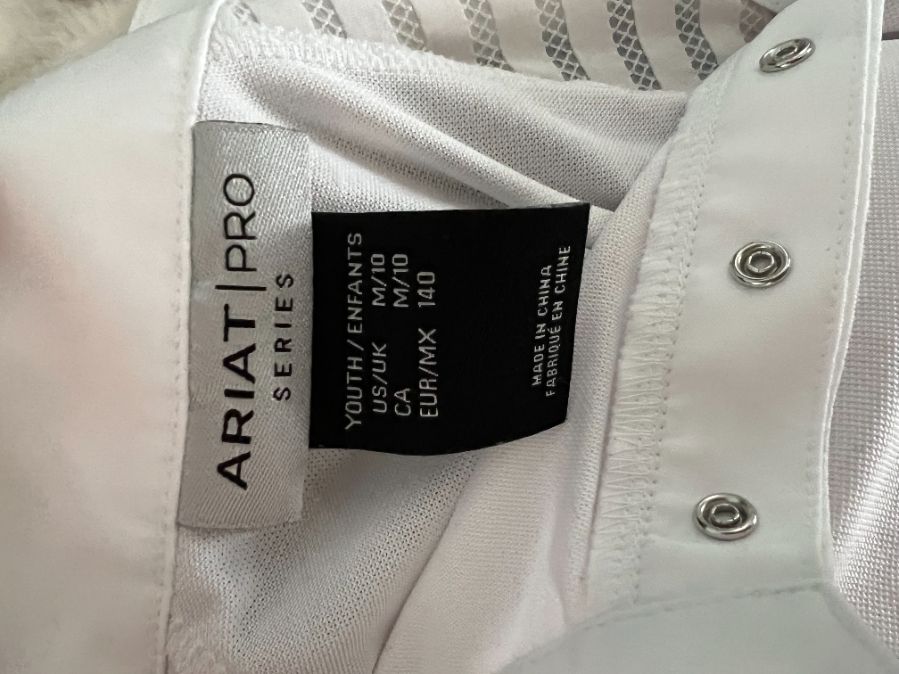 ARIAT|PRO
SERIES
YOUTH / ENFANTS
US/UK M/10
CA M/10
EUR/MX 140
MADE IN CHINA
FABRIQUÉ EN CHINE